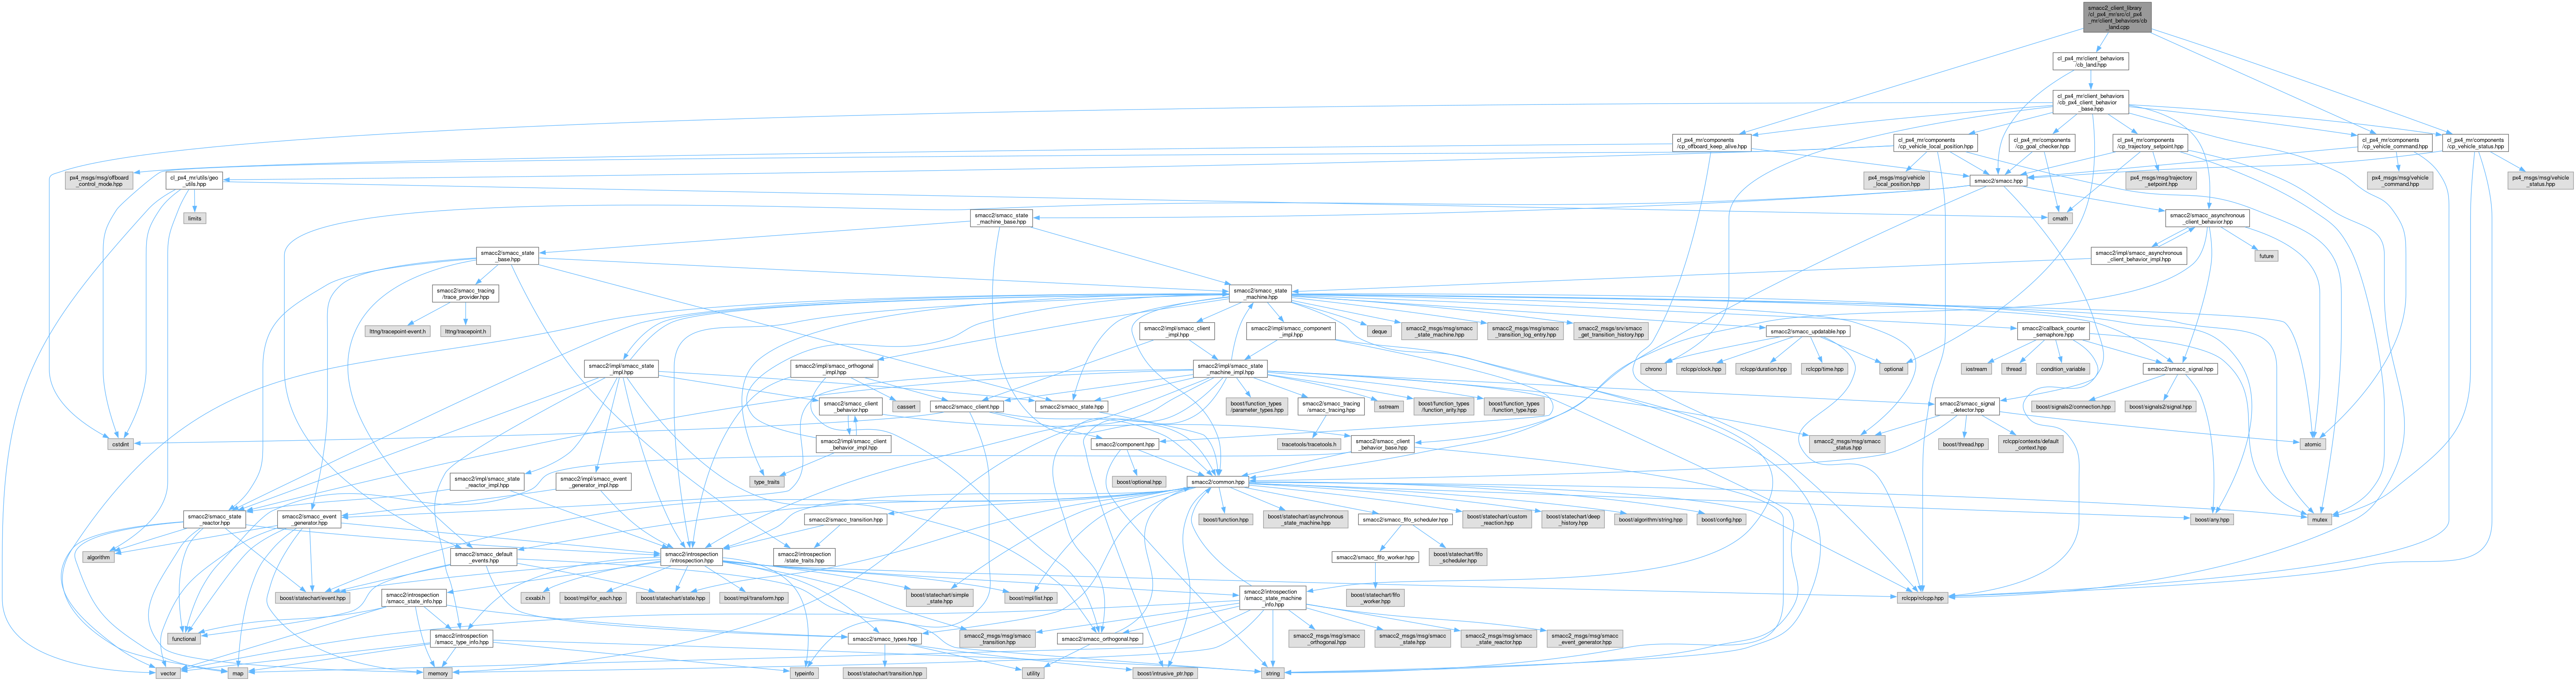 smacc2_client_library
/cl_px4_mr/src/cl_px4
_mr/client_behaviors/cb
_land.cpp
cl_px4_mr/client_behaviors
/cb_land.hpp
cl_px4_mr/client_behaviors
/cb_px4_client_behavior
_base.hpp
cl_px4_mr/components
/cp_offboard_keep_alive.hpp
cl_px4_mr/components
/cp_vehicle_local_position.hpp
cl_px4_mr/components
/cp_goal_checker.hpp
cl_px4_mr/components
/cp_trajectory_setpoint.hpp
cl_px4_mr/components
/cp_vehicle_command.hpp
cl_px4_mr/components
/cp_vehicle_status.hpp
px4_msgs/msg/offboard
_control_mode.hpp
cl_px4_mr/utils/geo
_utils.hpp
px4_msgs/msg/vehicle
_local_position.hpp
smacc2/smacc.hpp
px4_msgs/msg/trajectory
_setpoint.hpp
px4_msgs/msg/vehicle
_command.hpp
px4_msgs/msg/vehicle
_status.hpp
limits
smacc2/smacc_state
_machine_base.hpp
cmath
smacc2/smacc_asynchronous
_client_behavior.hpp
smacc2/smacc_state
_base.hpp
smacc2/impl/smacc_asynchronous
_client_behavior_impl.hpp
future
smacc2/smacc_tracing
/trace_provider.hpp
smacc2/smacc_state
_machine.hpp
lttng/tracepoint-event.h
lttng/tracepoint.h
smacc2/impl/smacc_client
_impl.hpp
smacc2/impl/smacc_component
_impl.hpp
deque
smacc2_msgs/msg/smacc
_state_machine.hpp
smacc2_msgs/msg/smacc
_transition_log_entry.hpp
smacc2_msgs/srv/smacc
_get_transition_history.hpp
smacc2/smacc_updatable.hpp
smacc2/callback_counter
_semaphore.hpp
smacc2/impl/smacc_state
_impl.hpp
smacc2/impl/smacc_orthogonal
_impl.hpp
smacc2/impl/smacc_state
_machine_impl.hpp
chrono
rclcpp/clock.hpp
rclcpp/duration.hpp
rclcpp/time.hpp
optional
iostream
thread
condition_variable
smacc2/smacc_signal.hpp
smacc2/smacc_client
_behavior.hpp
cassert
smacc2/smacc_client.hpp
smacc2/smacc_state.hpp
boost/function_types
/parameter_types.hpp
smacc2/smacc_tracing
/smacc_tracing.hpp
sstream
boost/function_types
/function_arity.hpp
boost/function_types
/function_type.hpp
smacc2/smacc_signal
_detector.hpp
boost/signals2/connection.hpp
boost/signals2/signal.hpp
cstdint
smacc2/impl/smacc_client
_behavior_impl.hpp
smacc2/component.hpp
tracetools/tracetools.h
smacc2/smacc_client
_behavior_base.hpp
smacc2_msgs/msg/smacc
_status.hpp
boost/thread.hpp
rclcpp/contexts/default
_context.hpp
atomic
smacc2/impl/smacc_state
_reactor_impl.hpp
smacc2/impl/smacc_event
_generator_impl.hpp
type_traits
boost/optional.hpp
smacc2/common.hpp
smacc2/smacc_state
_reactor.hpp
smacc2/smacc_event
_generator.hpp
smacc2/smacc_transition.hpp
boost/function.hpp
boost/statechart/asynchronous
_state_machine.hpp
smacc2/smacc_fifo_scheduler.hpp
boost/statechart/custom
_reaction.hpp
boost/statechart/deep
_history.hpp
boost/algorithm/string.hpp
boost/config.hpp
boost/any.hpp
mutex
algorithm
smacc2/smacc_default
_events.hpp
smacc2/introspection
/introspection.hpp
smacc2/introspection
/state_traits.hpp
smacc2/smacc_fifo_worker.hpp
boost/statechart/fifo
_scheduler.hpp
boost/statechart/event.hpp
smacc2/introspection
/smacc_state_info.hpp
cxxabi.h
boost/mpl/for_each.hpp
boost/statechart/state.hpp
boost/mpl/transform.hpp
boost/statechart/simple
_state.hpp
boost/mpl/list.hpp
smacc2/introspection
/smacc_state_machine
_info.hpp
boost/statechart/fifo
_worker.hpp
rclcpp/rclcpp.hpp
functional
smacc2/introspection
/smacc_type_info.hpp
smacc2/smacc_types.hpp
smacc2_msgs/msg/smacc
_transition.hpp
smacc2/smacc_orthogonal.hpp
smacc2_msgs/msg/smacc
_orthogonal.hpp
smacc2_msgs/msg/smacc
_state.hpp
smacc2_msgs/msg/smacc
_state_reactor.hpp
smacc2_msgs/msg/smacc
_event_generator.hpp
vector
map
memory
typeinfo
boost/statechart/transition.hpp
utility
boost/intrusive_ptr.hpp
string